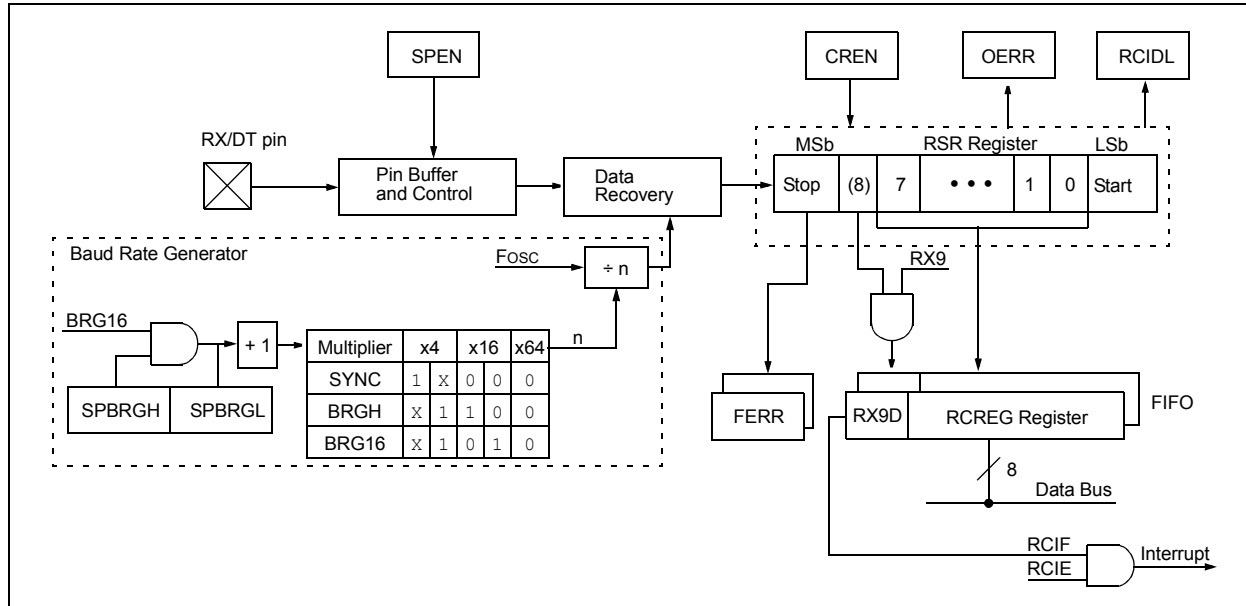 SPEN
CREN
OERR
RCIDL
RX/DT pin
Pin Buffer
and Control
Data
Recovery
MSb
RSR Register
LSb
Stop (8) 7 • • • 1 0 Start
Baud Rate Generator
FOSC
÷ n
RX9
BRG16
+ 1
n
Multiplier x4 x16 x64
SYNC 1 X 0 0 0
BRGH X 1 1 0 0
BRG16 X 1 0 1 0
SPBRGH SPBRGL
FERR
RX9D RCREG Register
FIFO
8
Data Bus
RCIF
RCIE
Interrupt